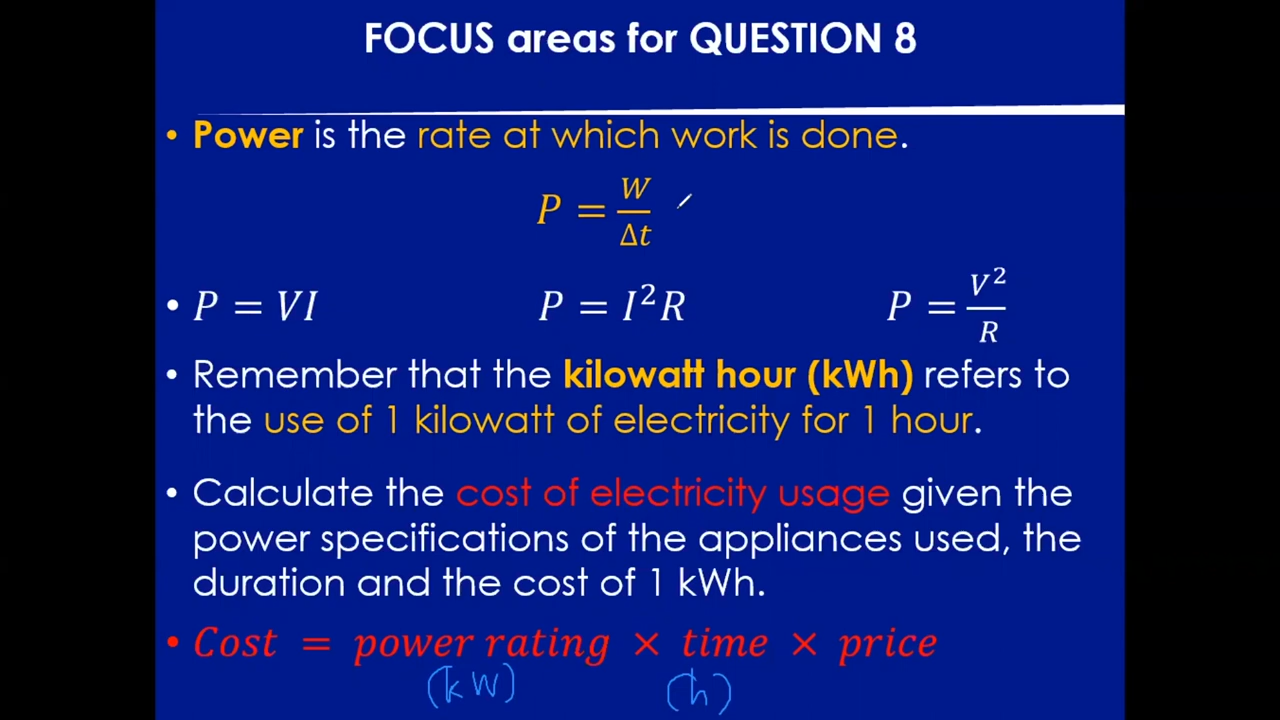 FOCUS areas for QUESTION 8
• Power is the rate at which work is done.
P = W/Δt
• P = VI P = I²R P = V²/R
• Remember that the kilowatt hour (kWh) refers to
the use of 1 kilowatt of electricity for 1 hour.
• Calculate the cost of electricity usage given the
power specifications of the appliances used, the
duration and the cost of 1 kWh.
• Cost = power rating × time × price
(kW) (h)